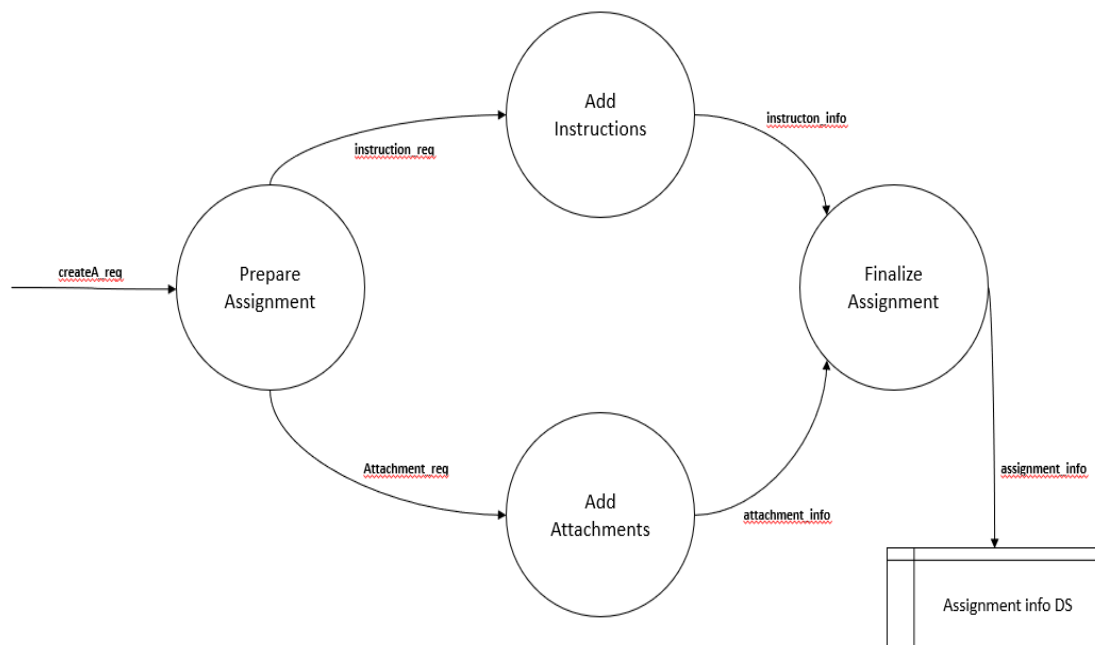 Add
Instructions
instructon_info
instruction_req
createA_req
Prepare
Assignment
Finalize
Assignment
Attachment_req
assignment_info
Add
Attachments
attachment_info
Assignment info DS